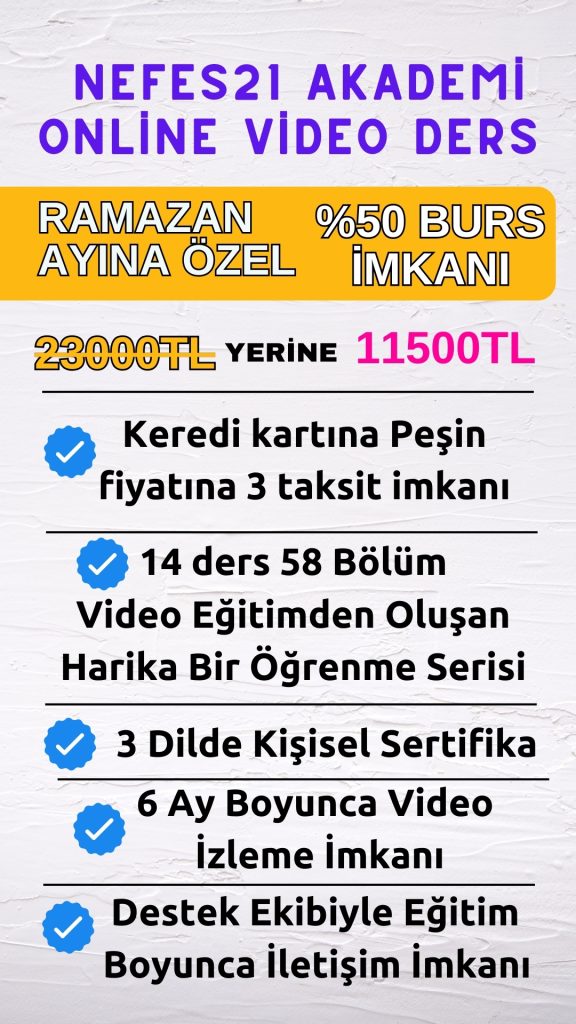 NEFES21 AKADEMİ
ONLİNE VİDEO DERS
RAMAZAN
AYINA ÖZEL
%50 BURS
İMKANI
23000TL YERİNE 11500TL
Keredi kartına Peşin
fiyatına 3 taksit imkanı
14 ders 58 Bölüm
Video Eğitimden Oluşan
Harika Bir Öğrenme Serisi
3 Dilde Kişisel Sertifika
6 Ay Boyunca Video
İzleme İmkanı
Destek Ekibiyle Eğitim
Boyunca İletişim İmkanı